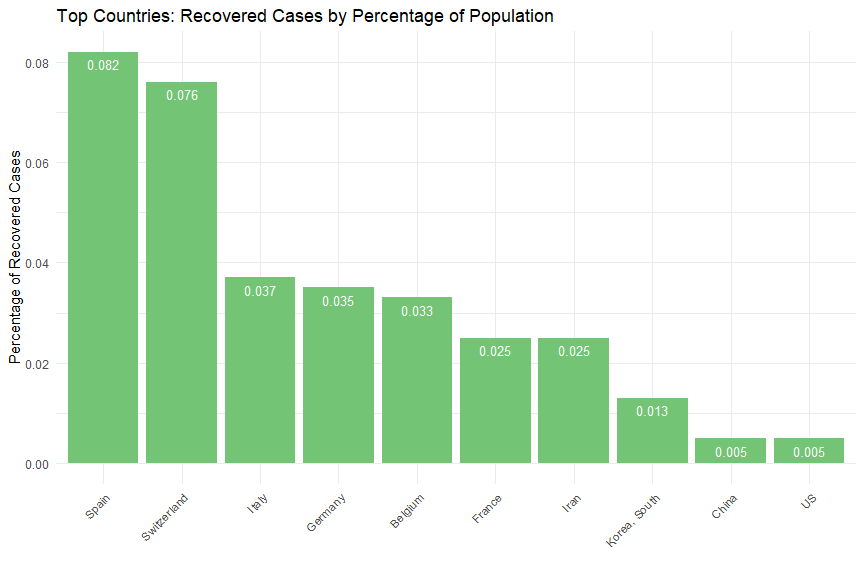 Top Countries: Recovered Cases by Percentage of Population
Percentage of Recovered Cases
0.08
0.06
0.04
0.02
0.00
0.082
0.076
0.037
0.035
0.033
0.025
0.025
0.013
0.005
0.005
Spain
Switzerland
Italy
Germany
Belgium
France
Iran
Korea, South
China
US